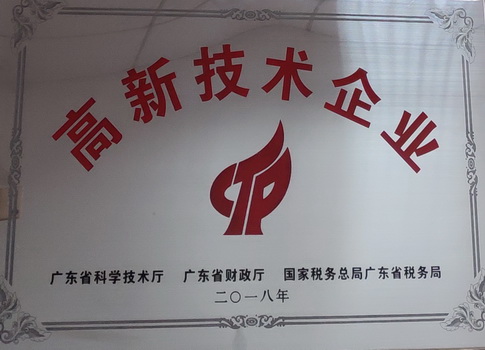 高新技术企业
CTP
广东省科学技术厅 广东省财政厅 国家税务总局广东省税务局
二〇一八年